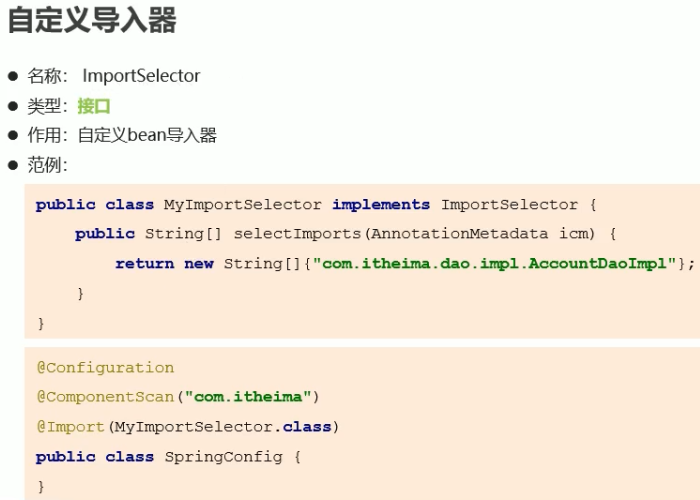 自定义导入器
● 名称： ImportSelector
● 类型：接口
● 作用：自定义bean导入器
● 范例：
public class MyImportSelector implements ImportSelector {
    public String[] selectImports(AnnotationMetadata icm) {
        return new String[]{"com.itheima.dao.impl.AccountDaoImpl"};
    }
}
@Configuration
@ComponentScan("com.itheima")
@Import(MyImportSelector.class)
public class SpringConfig {
}